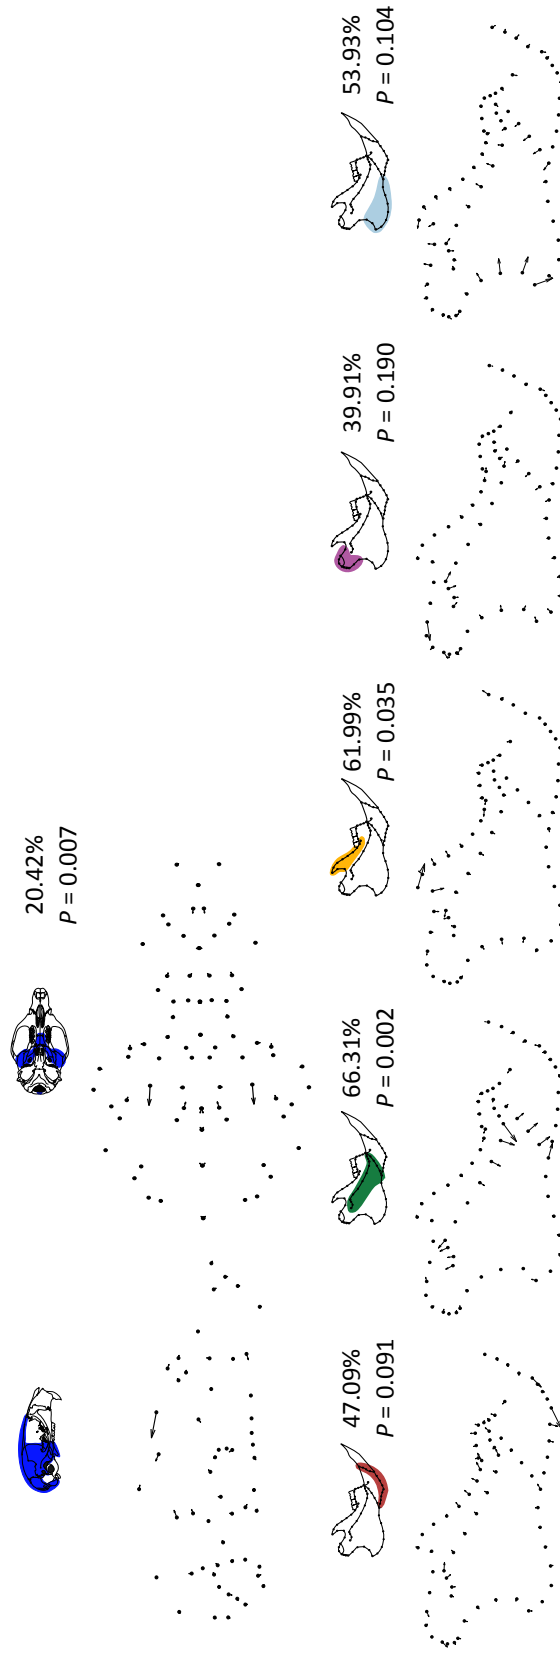 20.42%
P = 0.007
47.09%
P = 0.091
66.31%
P = 0.002
61.99%
P = 0.035
39.91%
P = 0.190
53.93%
P = 0.104